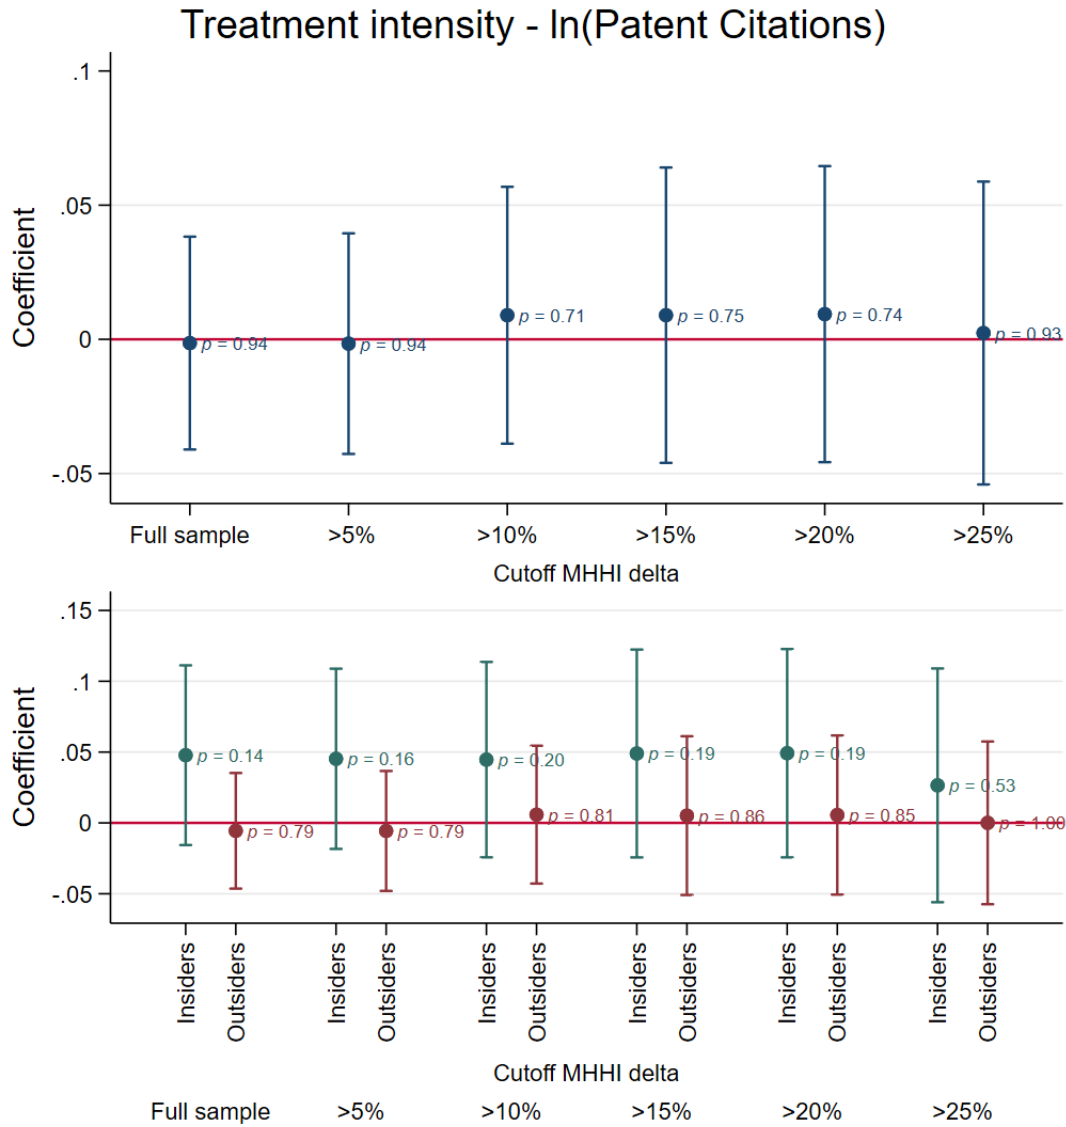 Treatment intensity - ln(Patent Citations)
Coefficient
.1
.05
0
-.05
p = 0.94
p = 0.94
p = 0.71
p = 0.75
p = 0.74
p = 0.93
Full sample >5% >10% >15% >20% >25%
Cutoff MHHI delta
Coefficient
.15
.1
.05
0
-.05
p = 0.14
p = 0.79
p = 0.16
p = 0.79
p = 0.20
p = 0.81
p = 0.19
p = 0.86
p = 0.19
p = 0.85
p = 0.53
p = 1.00
Insiders
Outsiders
Insiders
Outsiders
Insiders
Outsiders
Insiders
Outsiders
Insiders
Outsiders
Insiders
Outsiders
Cutoff MHHI delta
Full sample >5% >10% >15% >20% >25%